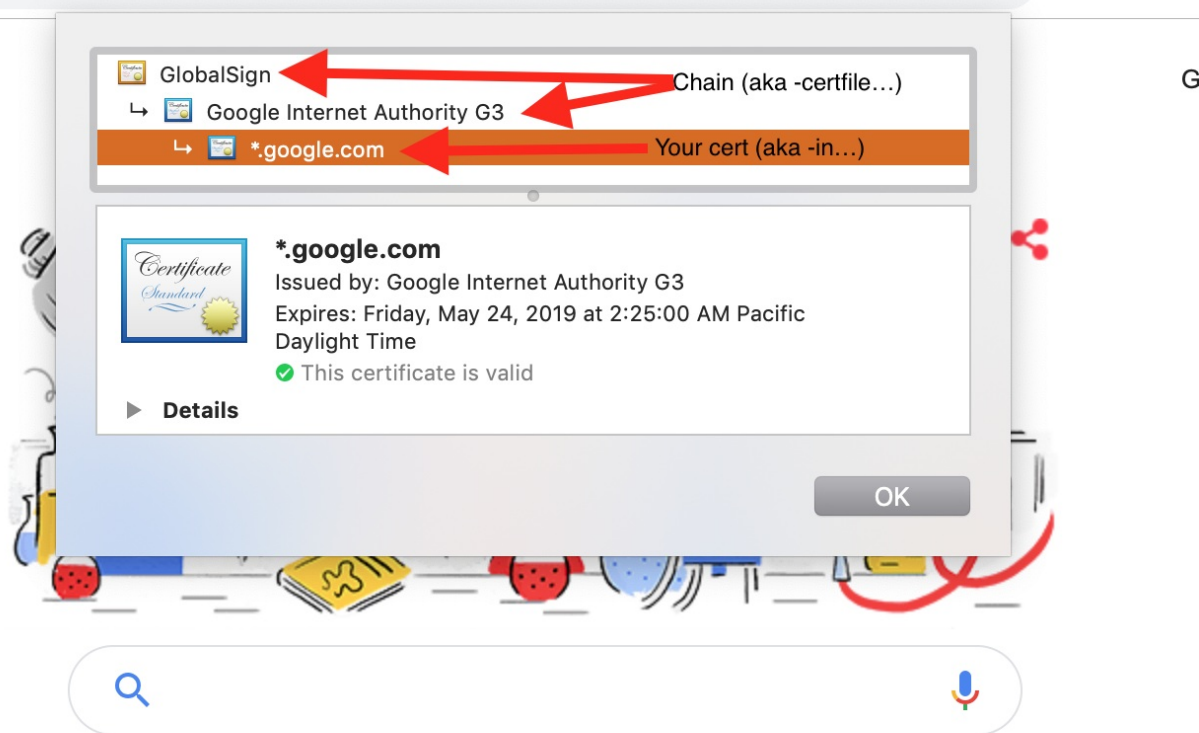 GlobalSign
Chain (aka -certfile...)
G
↳ Google Internet Authority G3
↳ *.google.com
Your cert (aka -in...)
Certificate
Standard
*.google.com
Issued by: Google Internet Authority G3
Expires: Friday, May 24, 2019 at 2:25:00 AM Pacific
Daylight Time
This certificate is valid
Details
OK